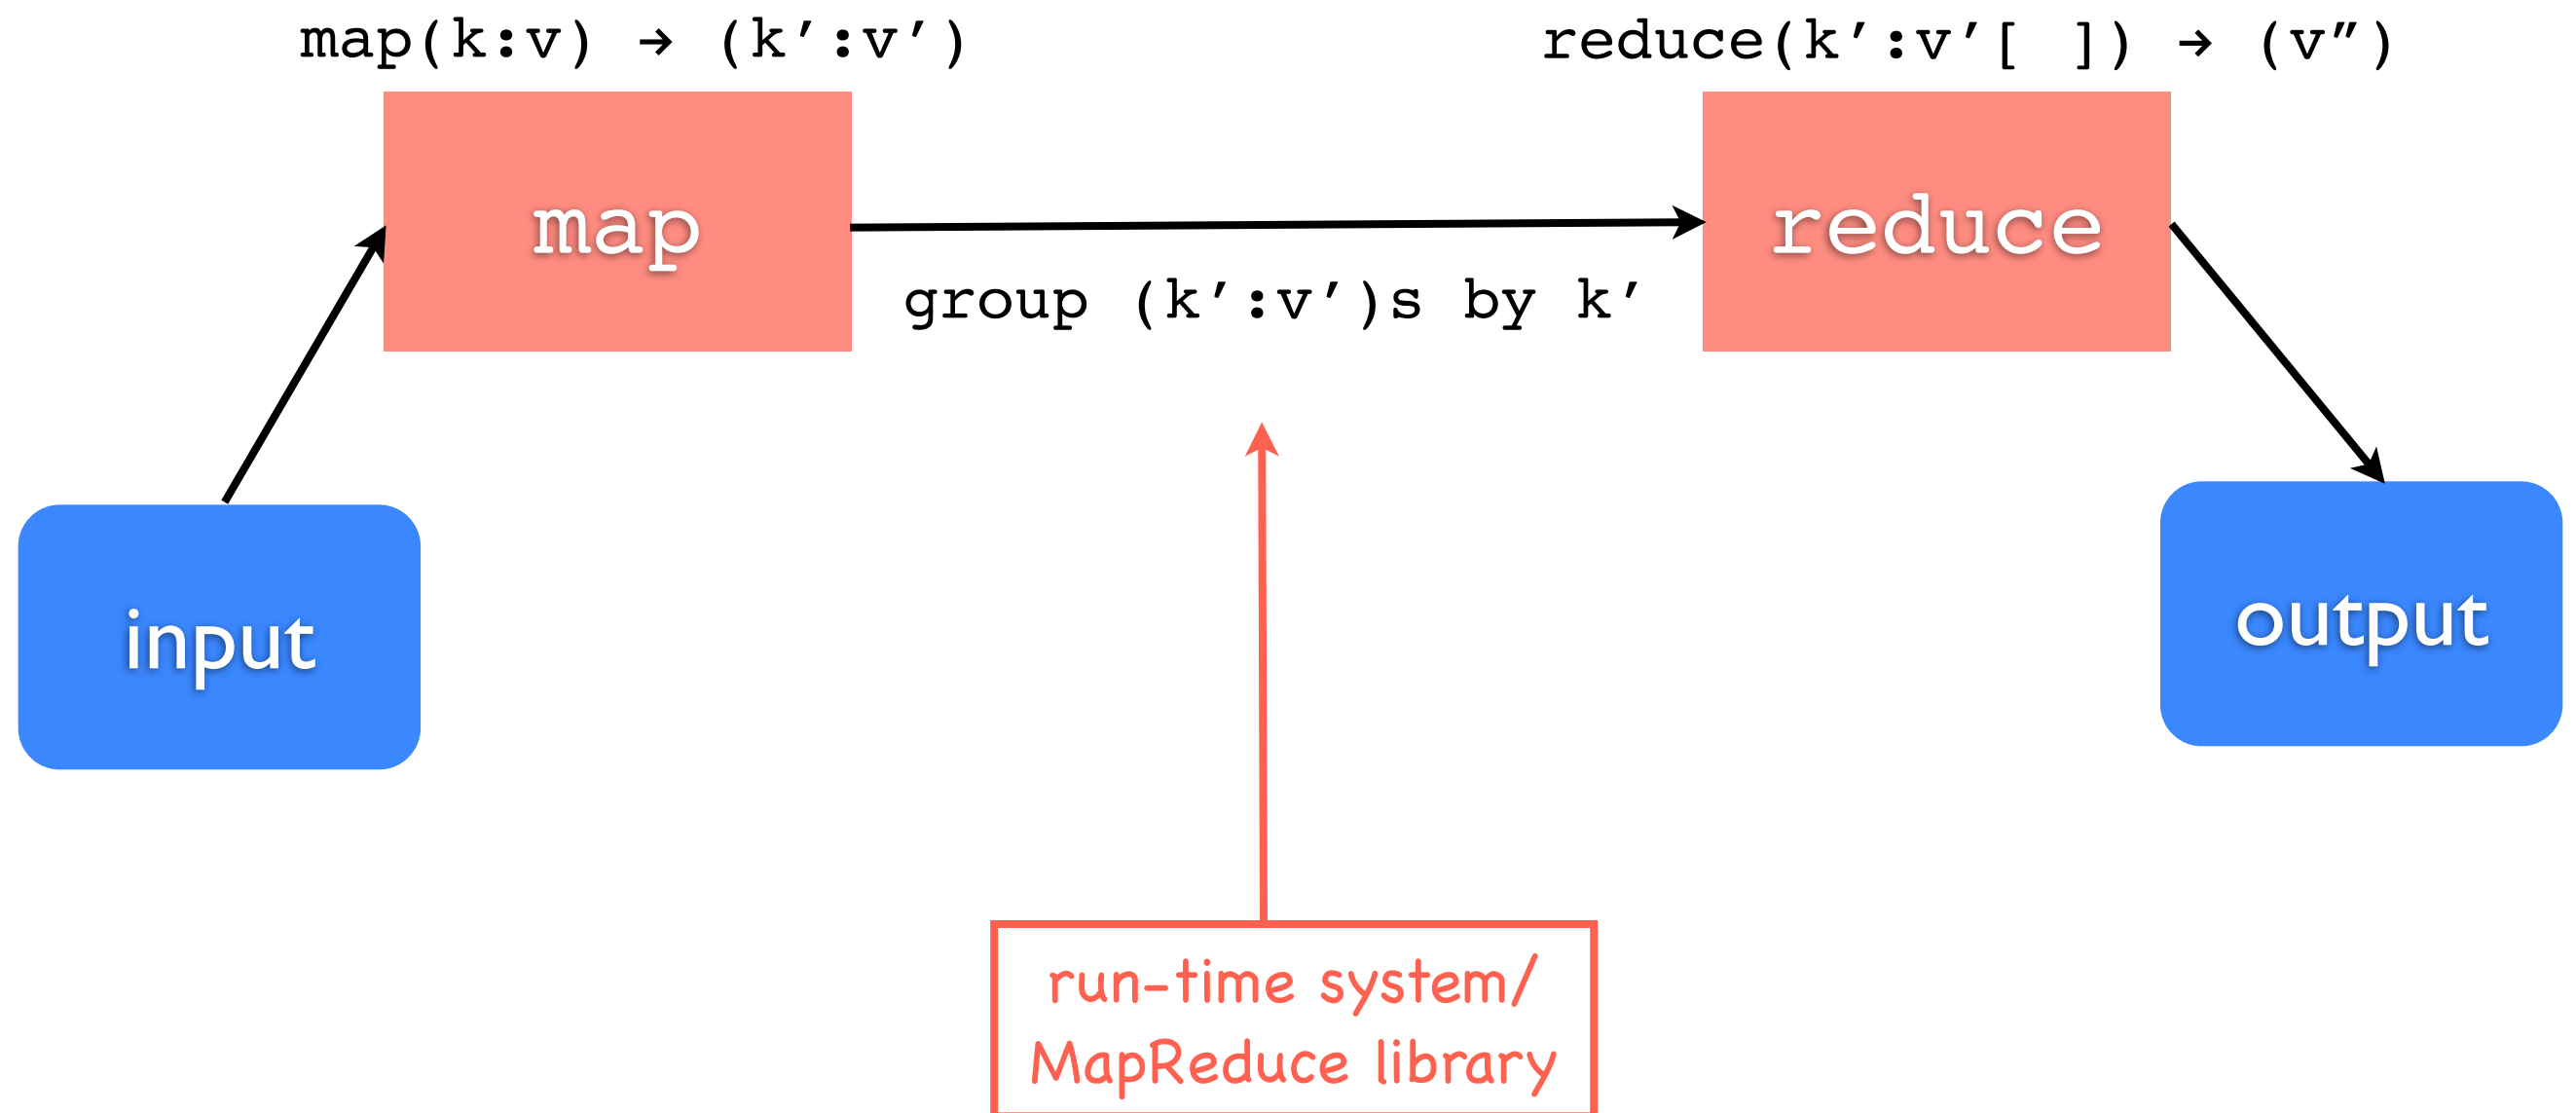 map(k:v) → (k′:v′)
reduce(k′:v′[ ]) → (v″)
map
reduce
group (k′:v′)s by k′
input
output
run-time system/
MapReduce library